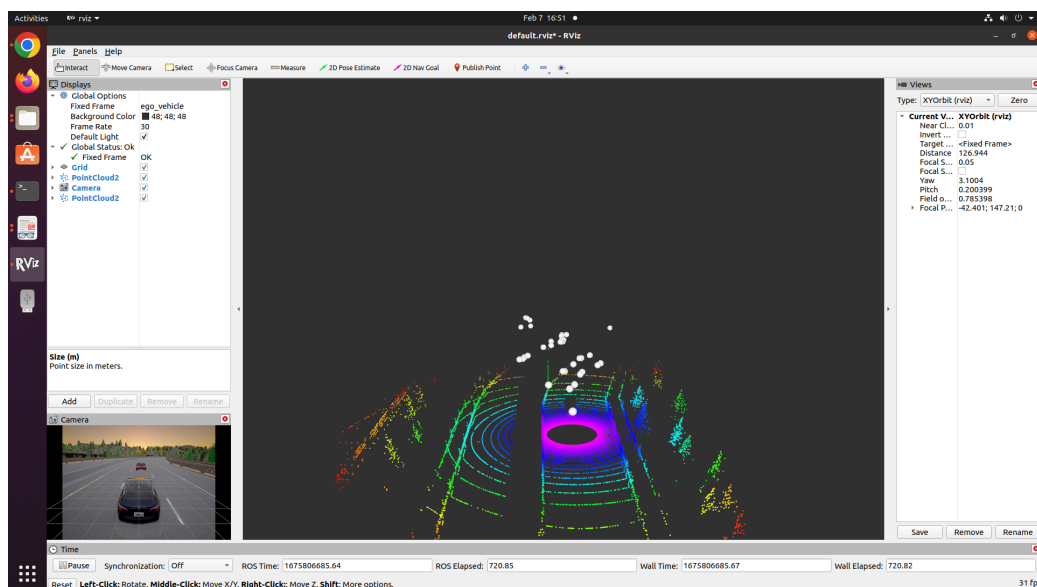 Activities RViz rviz Feb 7 16:51
default.rviz* - RViz
File Panels Help
Interact Move Camera Select Focus Camera Measure 2D Pose Estimate 2D Nav Goal Publish Point
Displays
Global Options
Fixed Frame ego_vehicle
Background Color 48; 48; 48
Frame Rate 30
Default Light
Global Status: Ok
Fixed Frame OK
Grid
PointCloud2
Camera
PointCloud2
Size (m)
Point size in meters.
Add Duplicate Remove Rename
Camera
Views
Type: XYOrbit (rviz) Zero
Current V... XYOrbit (rviz)
Near Cl... 0.01
Invert ...
Target ... <Fixed Frame>
Distance 126.944
Focal S... 0.05
Focal S...
Yaw 3.1004
Pitch 0.200399
Field o... 0.785398
Focal P... -42.401; 147.21; 0
Save Remove Rename
RViz
Time
Pause Synchronization: Off ROS Time: 1675806685.64 ROS Elapsed: 720.85 Wall Time: 1675806685.67 Wall Elapsed: 720.82
Reset Left-Click: Rotate. Middle-Click: Move X/Y. Right-Click:: Move Z. Shift: More options. 31 fp